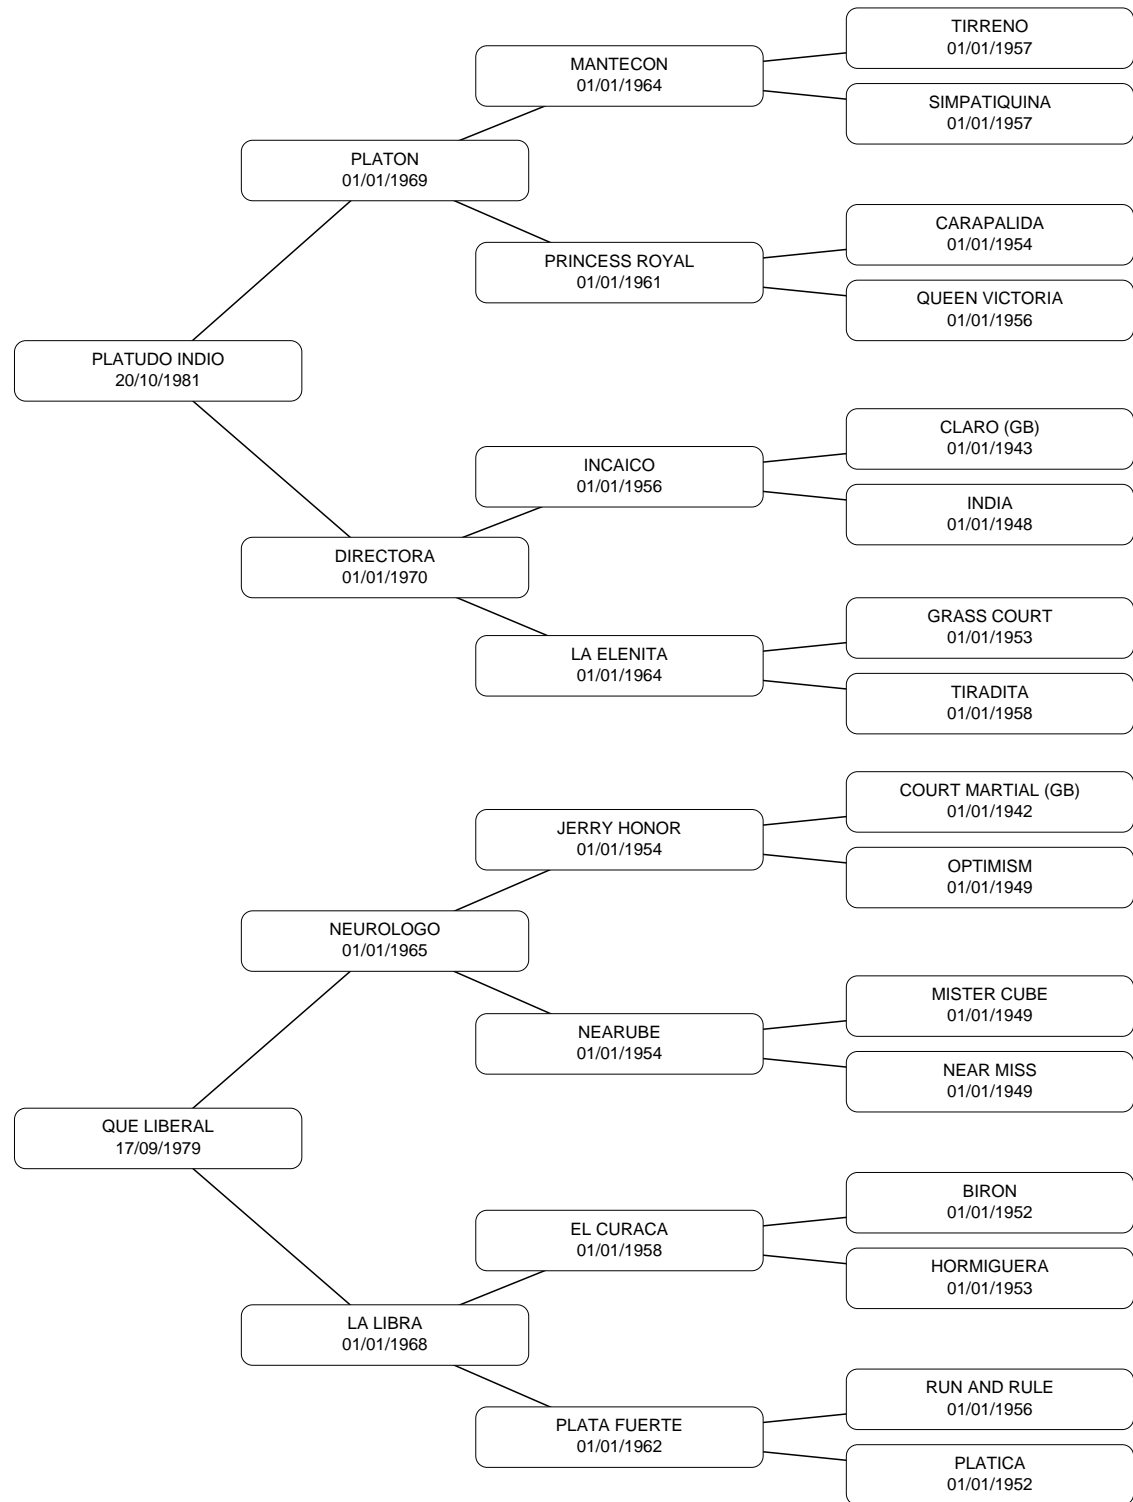 TIRRENO
01/01/1957
MANTECON
01/01/1964
SIMPATIQUINA
01/01/1957
PLATON
01/01/1969
CARAPALIDA
01/01/1954
PRINCESS ROYAL
01/01/1961
QUEEN VICTORIA
01/01/1956
PLATUDO INDIO
20/10/1981
CLARO (GB)
01/01/1943
INCAICO
01/01/1956
INDIA
01/01/1948
DIRECTORA
01/01/1970
GRASS COURT
01/01/1953
LA ELENITA
01/01/1964
TIRADITA
01/01/1958
COURT MARTIAL (GB)
01/01/1942
JERRY HONOR
01/01/1954
OPTIMISM
01/01/1949
NEUROLOGO
01/01/1965
MISTER CUBE
01/01/1949
NEARUBE
01/01/1954
NEAR MISS
01/01/1949
QUE LIBERAL
17/09/1979
BIRON
01/01/1952
EL CURACA
01/01/1958
HORMIGUERA
01/01/1953
LA LIBRA
01/01/1968
RUN AND RULE
01/01/1956
PLATA FUERTE
01/01/1962
PLATICA
01/01/1952